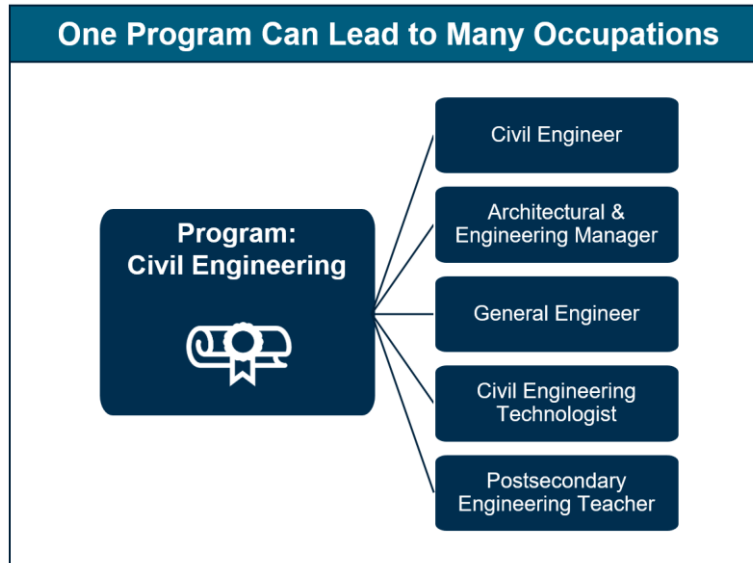 One Program Can Lead to Many Occupations
Program:
Civil Engineering
Civil Engineer
Architectural &
Engineering Manager
General Engineer
Civil Engineering
Technologist
Postsecondary
Engineering Teacher